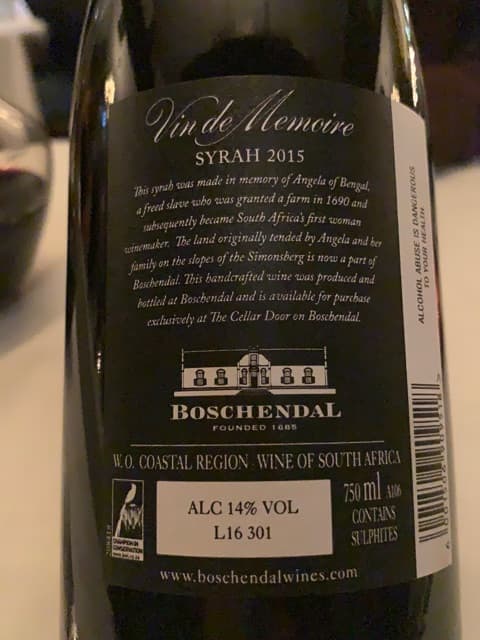 Vin de Memoire
SYRAH 2015
This syrah was made in memory of Angela of Bengal,
a freed slave who was granted a farm in 1690 and
subsequently became South Africa's first woman
winemaker. The land originally tended by Angela and her
family on the slopes of the Simonsberg is now a part of
Boschendal. This handcrafted wine was produced and
bottled at Boschendal and is available for purchase
exclusively at The Cellar Door on Boschendal.
BOSCHENDAL
FOUNDED 1685
W.O. COASTAL REGION WINE OF SOUTH AFRICA
ALC 14% VOL
L16 301
750 ml A106
CONTAINS
SULPHITES
CHAMPION IN
CONSERVATION
www.boschendalwines.com
ALCOHOL ABUSE IS DANGEROUS
TO YOUR HEALTH